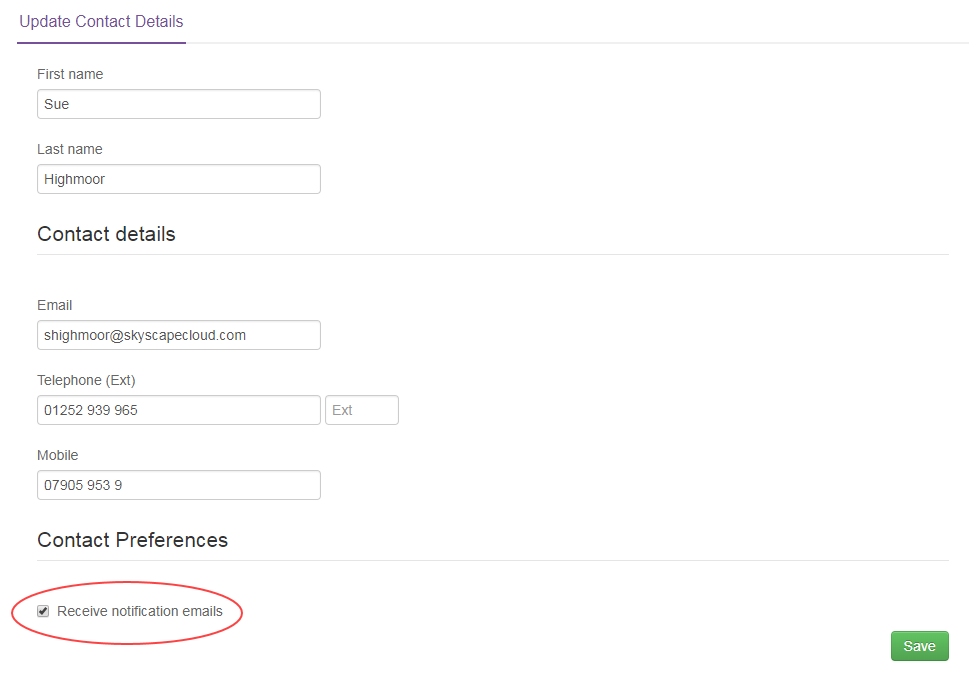 Update Contact Details
First name
Sue
Last name
Highmoor
Contact details
Email
shighmoor@skyscapecloud.com
Telephone (Ext)
01252 939 965 Ext
Mobile
07905 953 9
Contact Preferences
Receive notification emails
Save